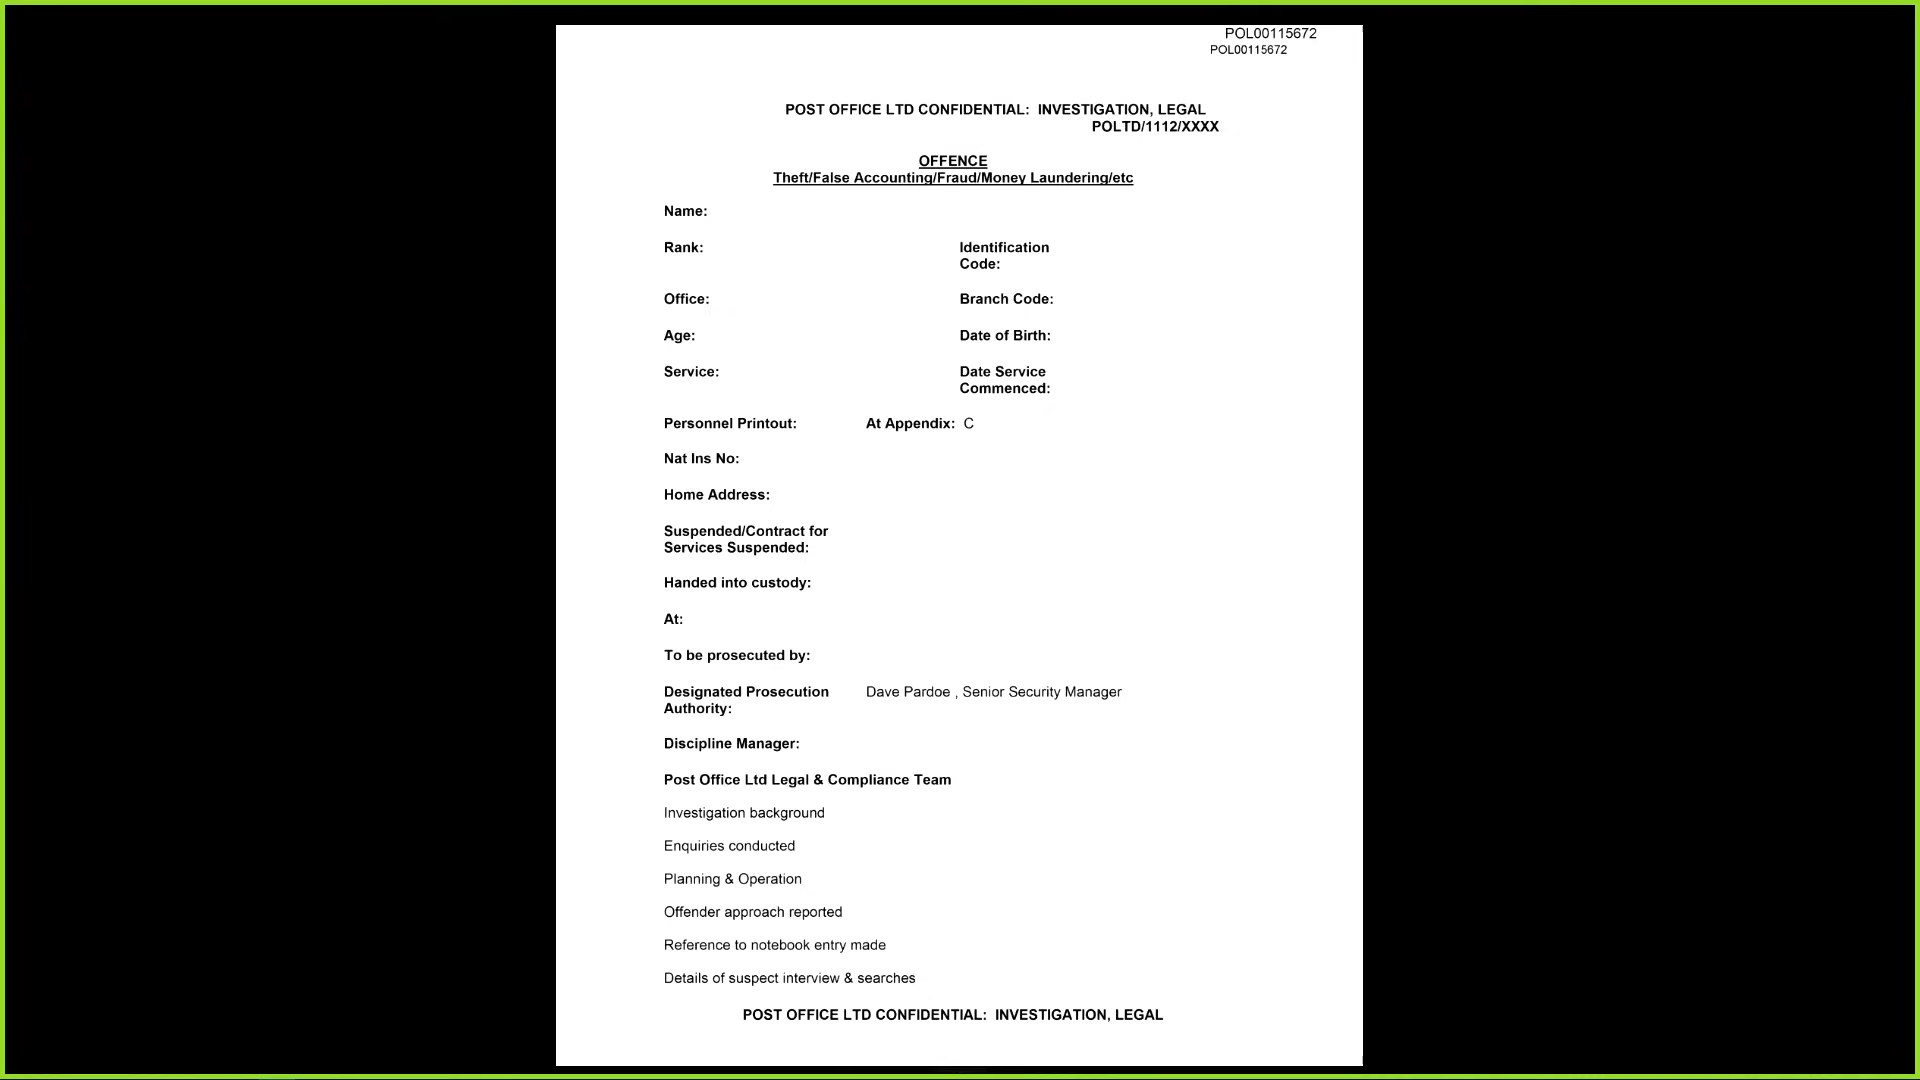 POL00115672
POL00115672
POST OFFICE LTD CONFIDENTIAL: INVESTIGATION, LEGAL
POLTD/1112/XXXX
OFFENCE
Theft/False Accounting/Fraud/Money Laundering/etc
Name:
Rank:
Identification
Code:
Office:
Branch Code:
Age:
Date of Birth:
Service:
Date Service
Commenced:
Personnel Printout:
At Appendix: C
Nat Ins No:
Home Address:
Suspended/Contract for
Services Suspended:
Handed into custody:
At:
To be prosecuted by:
Designated Prosecution
Authority:
Dave Pardoe , Senior Security Manager
Discipline Manager:
Post Office Ltd Legal & Compliance Team
Investigation background
Enquiries conducted
Planning & Operation
Offender approach reported
Reference to notebook entry made
Details of suspect interview & searches
POST OFFICE LTD CONFIDENTIAL: INVESTIGATION, LEGAL